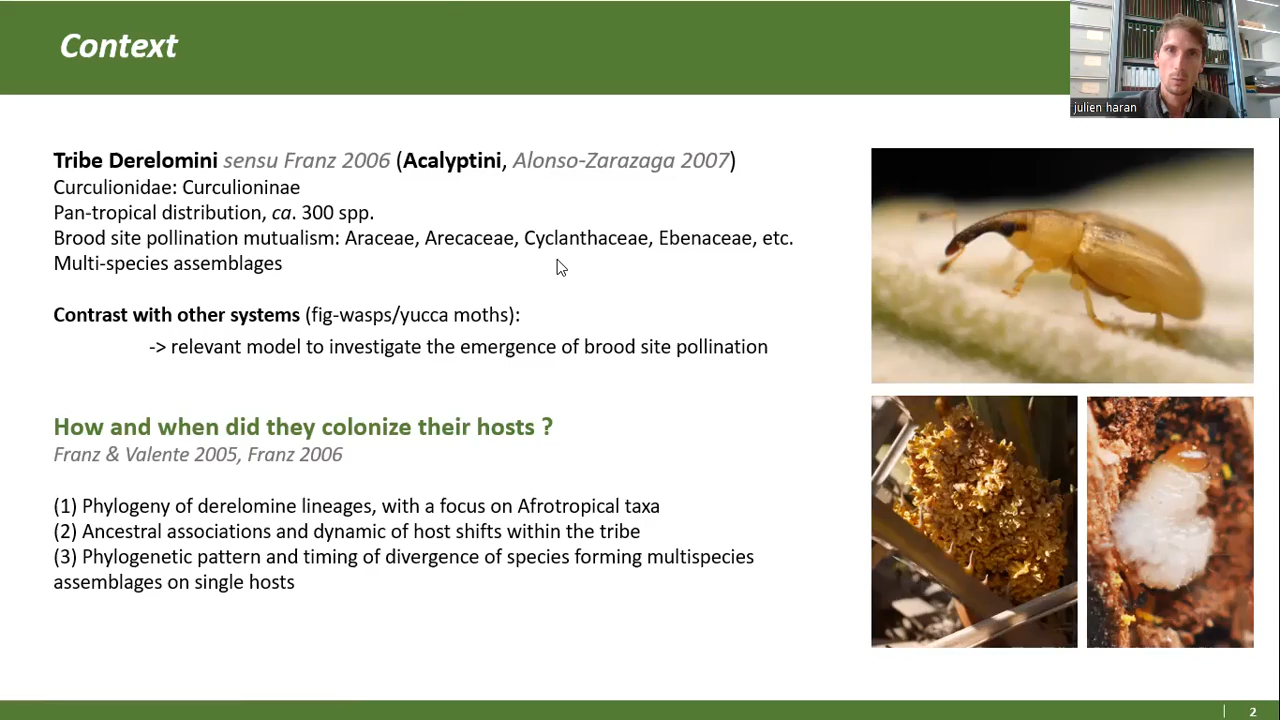 Context
julien haran
Tribe Derelomini sensu Franz 2006 (Acalyptini, Alonso-Zarazaga 2007)
Curculionidae: Curculioninae
Pan-tropical distribution, ca. 300 spp.
Brood site pollination mutualism: Araceae, Arecaceae, Cyclanthaceae, Ebenaceae, etc.
Multi-species assemblages
Contrast with other systems (fig-wasps/yucca moths):
-> relevant model to investigate the emergence of brood site pollination
How and when did they colonize their hosts ?
Franz & Valente 2005, Franz 2006
(1) Phylogeny of derelomine lineages, with a focus on Afrotropical taxa
(2) Ancestral associations and dynamic of host shifts within the tribe
(3) Phylogenetic pattern and timing of divergence of species forming multispecies
assemblages on single hosts
2